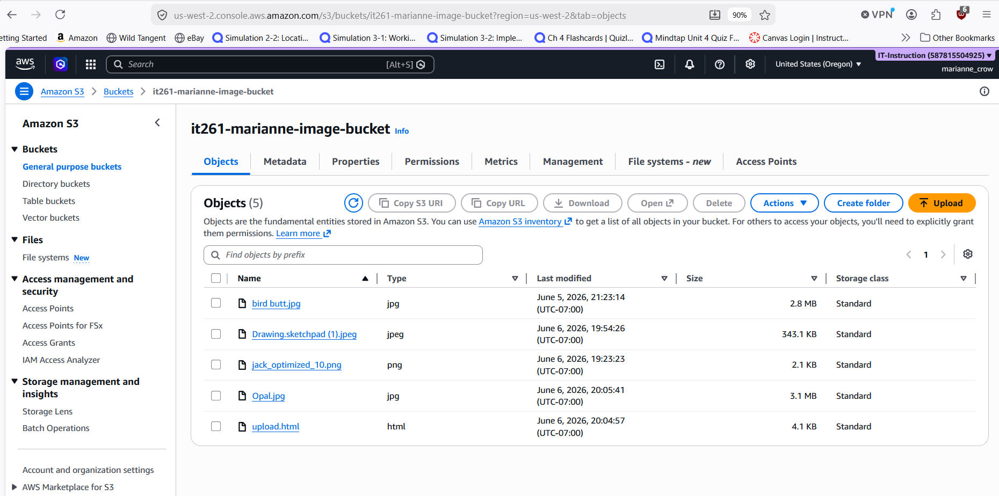 us-west-2.console.aws.amazon.com/s3/buckets/it261-marianne-image-bucket?region=us-west-2&tab=objects
90%
VPN
6
etting Started
Amazon
Wild Tangent
eBay
Simulation 2-2: Locati...
Simulation 3-1: Worki...
Simulation 3-2: Imple...
Ch 4 Flashcards | Quizl...
Mindtap Unit 4 Quiz F...
Canvas Login | Instruct...
Other Bookmarks
aws
Search
[Alt+S]
United States (Oregon)
IT-Instruction (587815504925)
marianne_crow
Amazon S3
Buckets
it261-marianne-image-bucket
Amazon S3
Buckets
General purpose buckets
Directory buckets
Table buckets
Vector buckets
Files
File systems New
Access management and
security
Access Points
Access Points for FSx
Access Grants
IAM Access Analyzer
Storage management and
insights
Storage Lens
Batch Operations
Account and organization settings
AWS Marketplace for S3
it261-marianne-image-bucket Info
Objects
Metadata
Properties
Permissions
Metrics
Management
File systems - new
Access Points
Objects (5)
Copy S3 URI
Copy URL
Download
Open
Delete
Actions
Create folder
Upload
Objects are the fundamental entities stored in Amazon S3. You can use Amazon S3 inventory to get a list of all objects in your bucket. For others to access your objects, you'll need to explicitly grant
them permissions. Learn more
Find objects by prefix
1
Name Type Last modified Size Storage class
bird butt.jpg jpg June 5, 2026, 21:23:14 (UTC-07:00) 2.8 MB Standard
Drawing.sketchpad (1).jpeg jpeg June 6, 2026, 19:54:26 (UTC-07:00) 343.1 KB Standard
jack_optimized_10.png png June 6, 2026, 19:23:23 (UTC-07:00) 2.1 KB Standard
Opal.jpg jpg June 6, 2026, 20:05:41 (UTC-07:00) 3.1 MB Standard
upload.html html June 6, 2026, 20:04:57 (UTC-07:00) 4.1 KB Standard